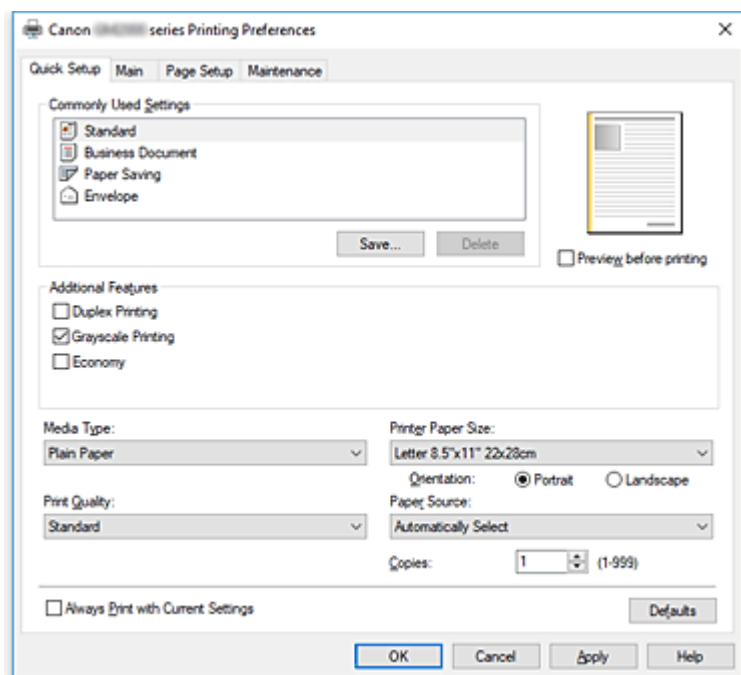 Canon series Printing Preferences
Quick Setup Main Page Setup Maintenance
Commonly Used Settings
Standard
Business Document
Paper Saving
Envelope
Save... Delete
Preview before printing
Additional Features
Duplex Printing
Grayscale Printing
Economy
Media Type: Printer Paper Size:
Plain Paper Letter 8.5"x11" 22x28cm
Orientation: Portrait Landscape
Print Quality: Paper Source:
Standard Automatically Select
Copies: 1 (1-999)
Always Print with Current Settings Defaults
OK Cancel Apply Help